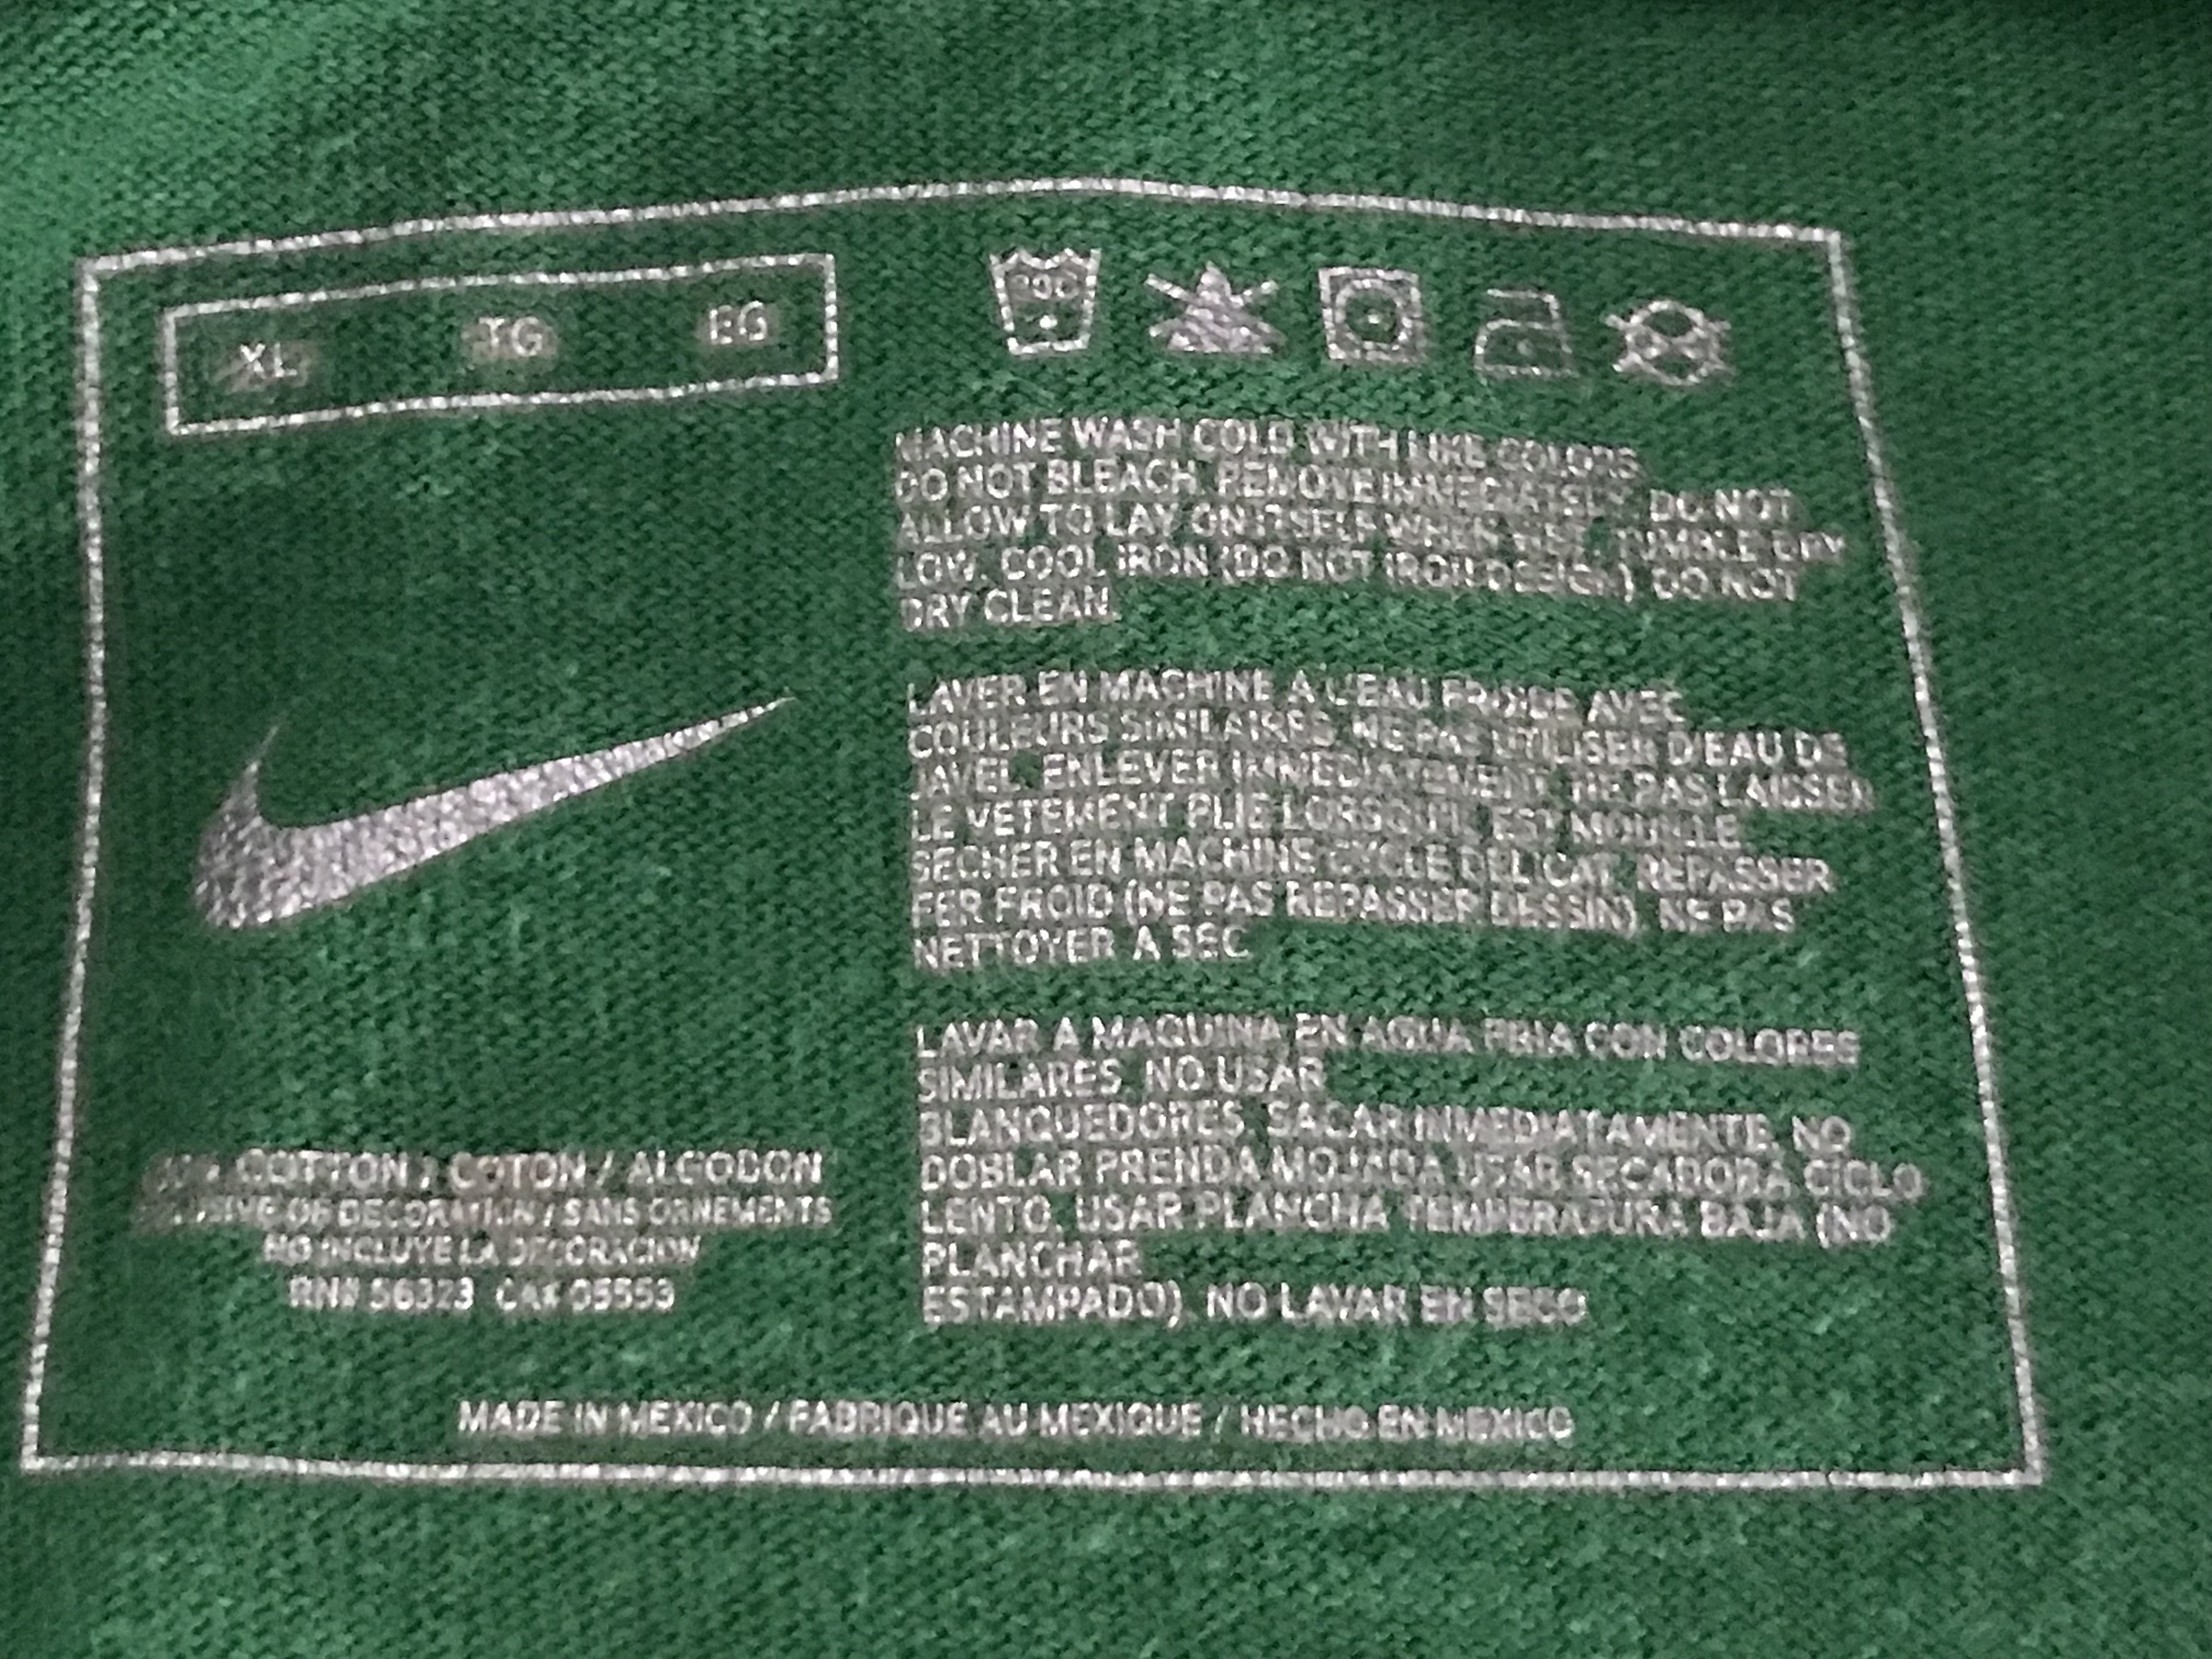 XL TG EG
MACHINE WASH COLD WITH LIKE COLORS
DO NOT BLEACH. REMOVE IMMEDIATELY. DO NOT
ALLOW TO LAY ON ITSELF WHEN WET. TUMBLE DRY
LOW. COOL IRON (DO NOT IRON DESIGN). DO NOT
DRY CLEAN.
LAVER EN MACHINE A L'EAU FROIDE AVEC
COULEURS SIMILAIRES. NE PAS UTILISER D'EAU DE
JAVEL. ENLEVER IMMEDIATEMENT. NE PAS LAISSER
LE VETEMENT PLIE LORSQU'IL EST MOUILLE
SECHER EN MACHINE CYCLE DELICAT. REPASSER
FER FROID (NE PAS REPASSER DESSIN). NE PAS
NETTOYER A SEC
LAVAR A MAQUINA EN AGUA FRIA CON COLORES
SIMILARES. NO USAR
BLANQUEDORES. SACAR INMEDIATAMENTE. NO
DOBLAR PRENDA MOJADA USAR SECADORA CICLO
LENTO. USAR PLANCHA TEMPERATURA BAJA (NO
PLANCHAR
ESTAMPADO). NO LAVAR EN SECO
COTTON / COTON / ALGODON
OF DECORATION / SANS ORNEMENTS
NO INCLUYE LA DECORACION
RN# 56323 CA# 05553
MADE IN MEXICO / FABRIQUE AU MEXIQUE / HECHO EN MEXICO